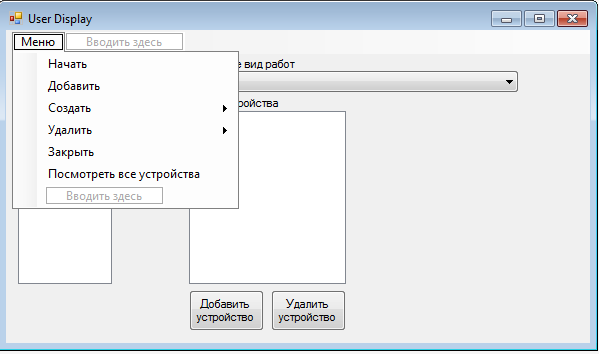 User Display
Меню Вводить здесь
Начать
вид работ
Добавить
Создать
Удалить
Закрыть
Посмотреть все устройства
Вводить здесь
Добавить устройство
Удалить устройство